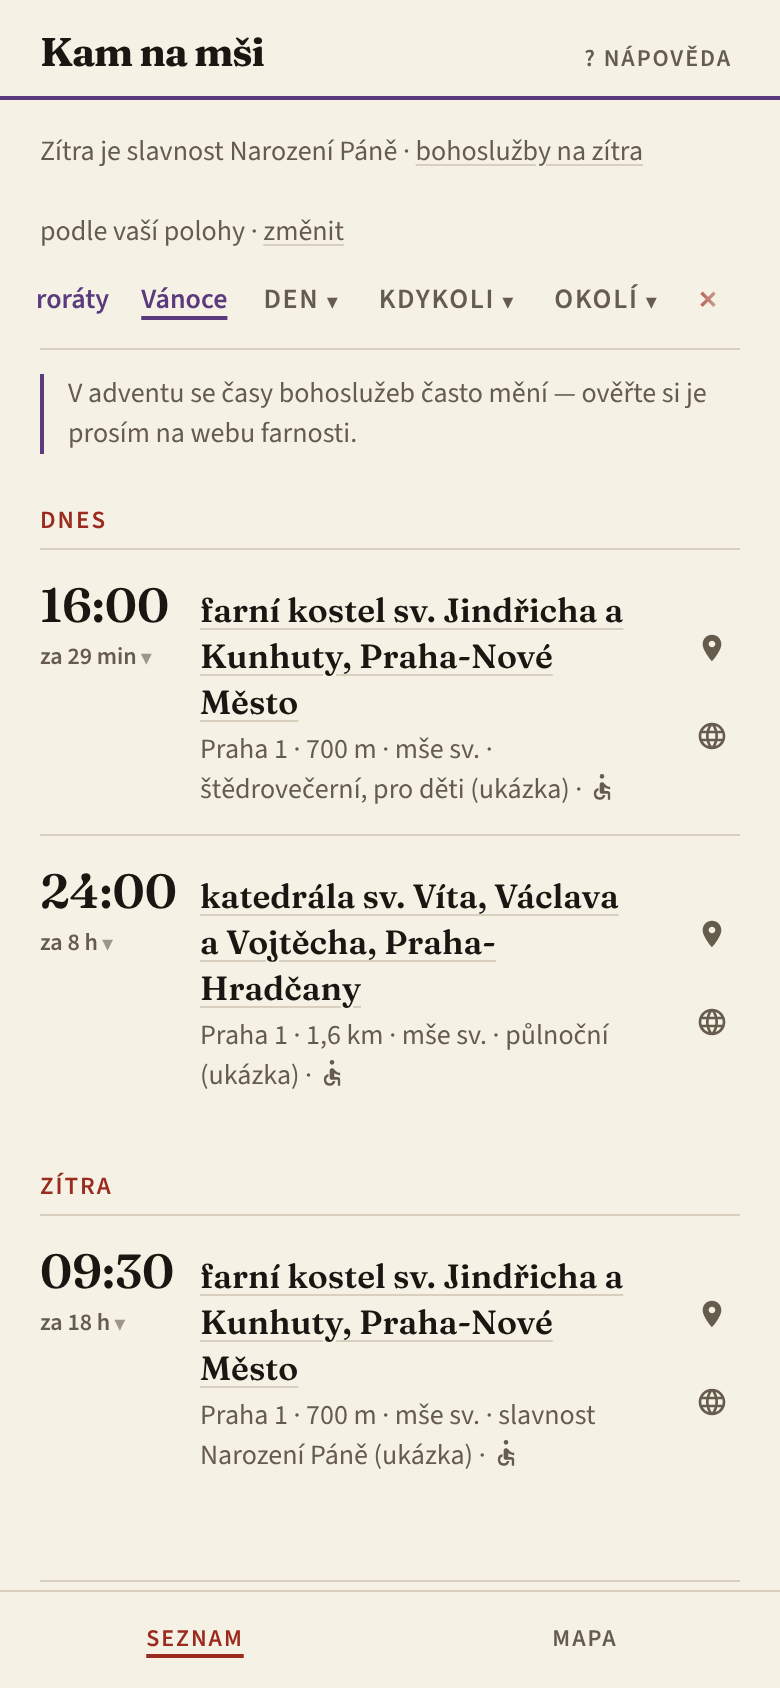 Kam na mši
? NÁPOVĚDA
Zítra je slavnost Narození Páně · bohoslužby na zítra
podle vaší polohy · změnit
roráty Vánoce DEN ▾ KDYKOLI ▾ OKOLÍ ▾ ✕
V adventu se časy bohoslužeb často mění — ověřte si je
prosím na webu farnosti.
DNES
16:00
za 29 min ▾
farní kostel sv. Jindřicha a
Kunhuty, Praha-Nové
Město
Praha 1 · 700 m · mše sv. ·
štědrovečerní, pro děti (ukázka) ·
24:00
za 8 h ▾
katedrála sv. Víta, Václava
a Vojtěcha, Praha-
Hradčany
Praha 1 · 1,6 km · mše sv. · půlnoční
(ukázka) ·
ZÍTRA
09:30
za 18 h ▾
farní kostel sv. Jindřicha a
Kunhuty, Praha-Nové
Město
Praha 1 · 700 m · mše sv. · slavnost
Narození Páně (ukázka) ·
SEZNAM
MAPA